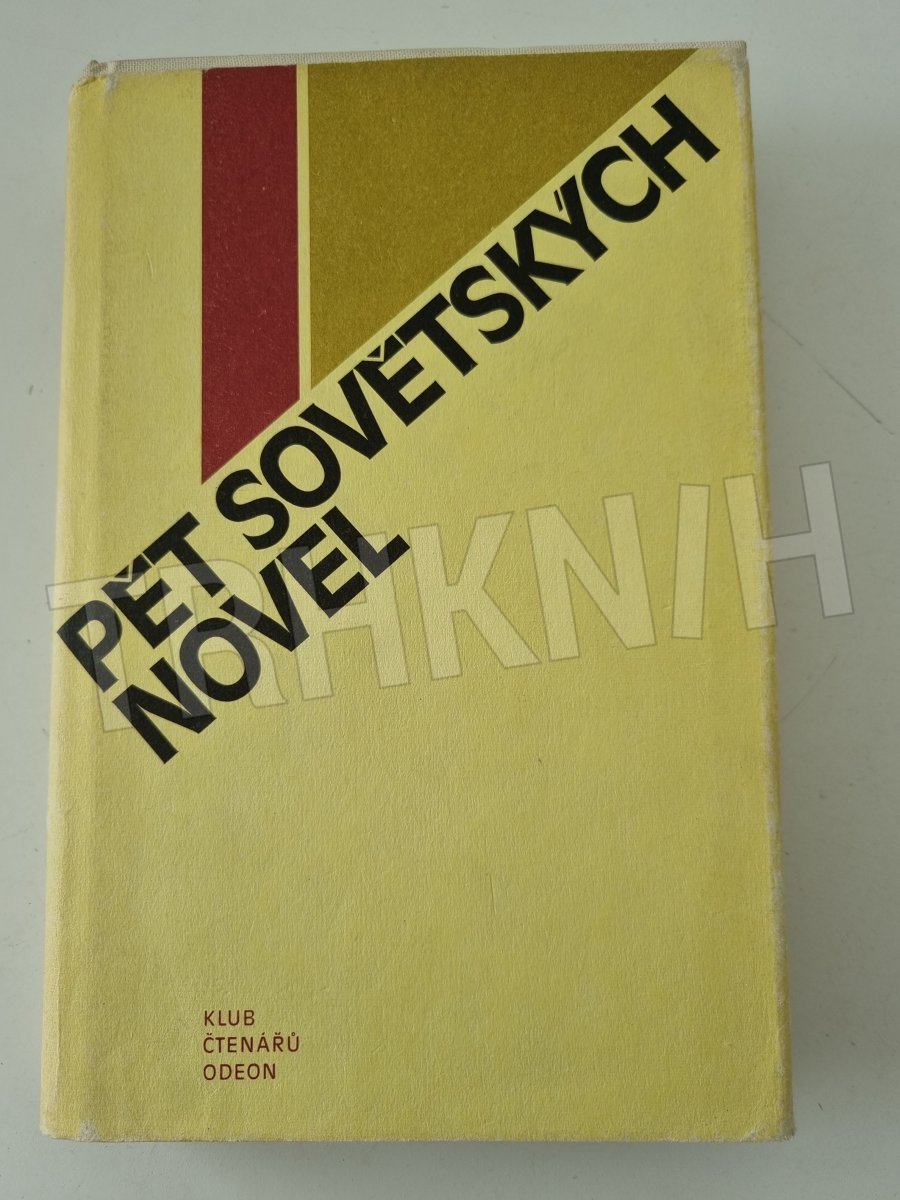 PĚT SOVĚTSKÝCH
NOVEL
TRHKNIH
KLUB
ČTENÁŘŮ
ODEON